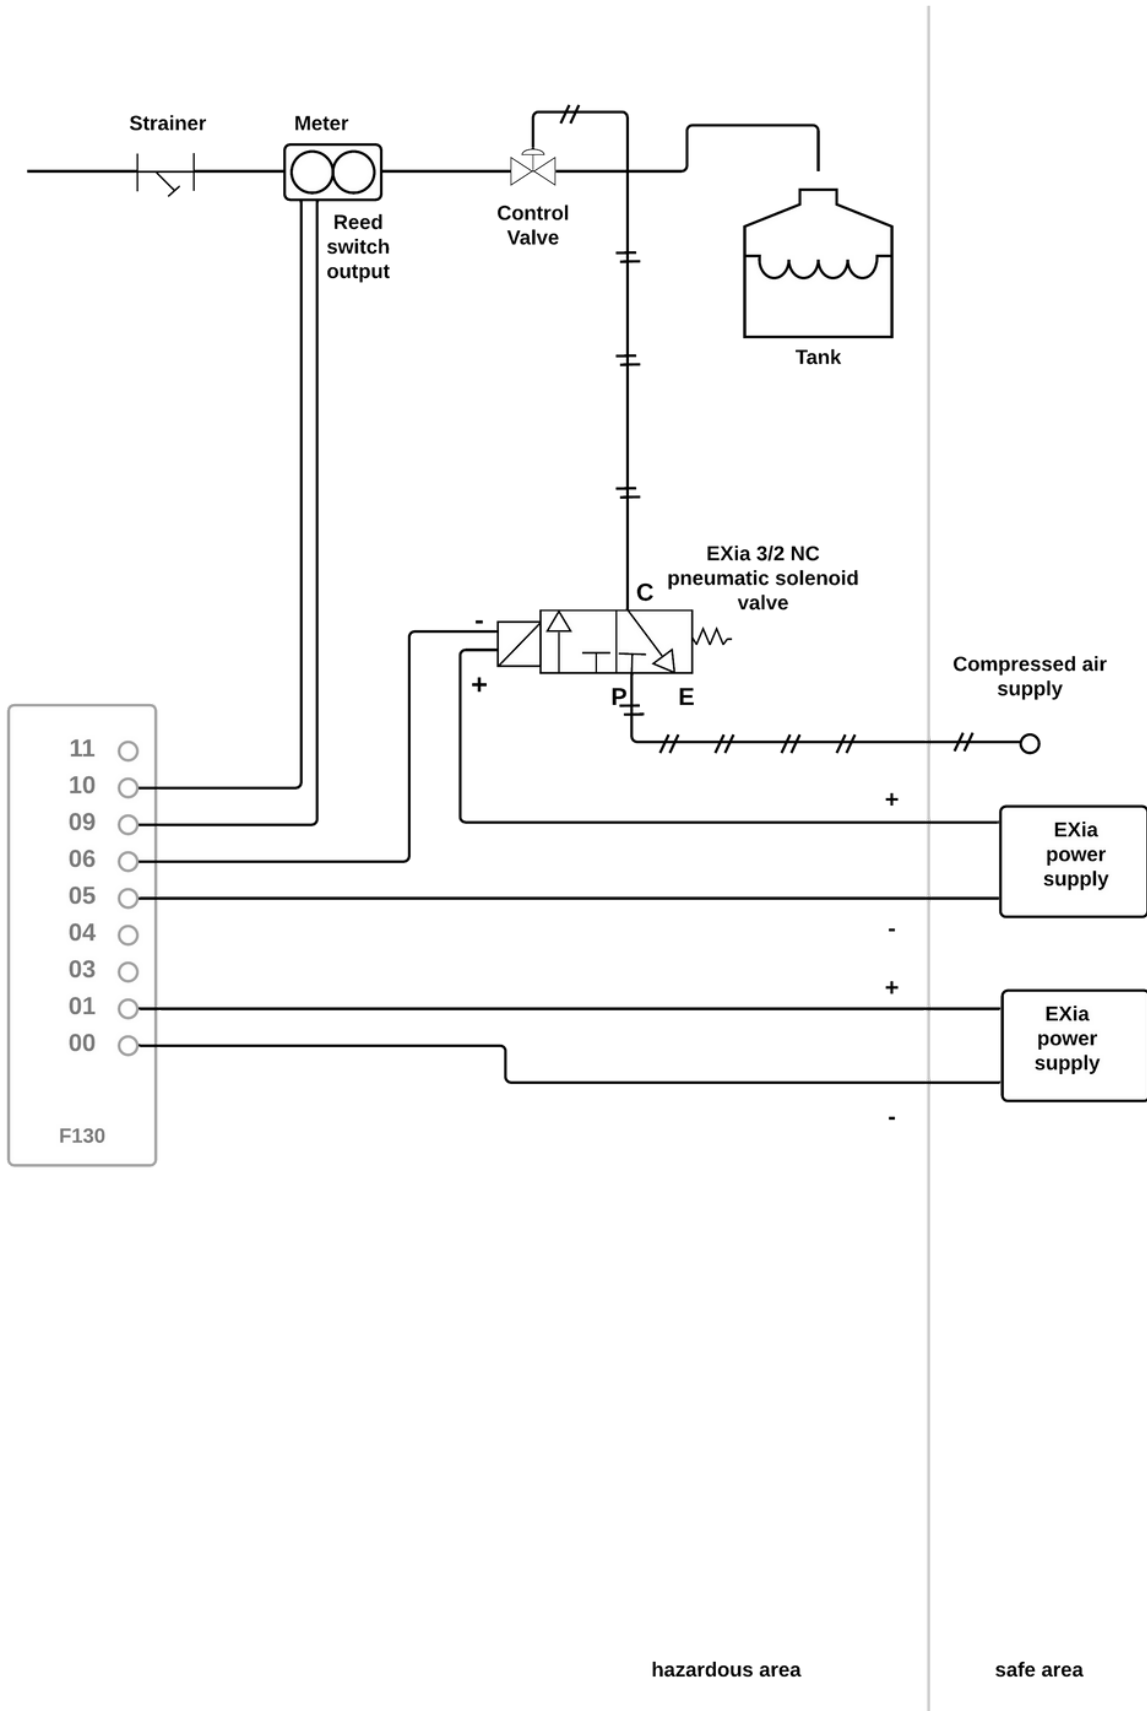 Strainer
Meter
Reed
switch
output
Control
Valve
Tank
EXia 3/2 NC
pneumatic solenoid
valve
C
-
+
P
E
Compressed air
supply
11
10
09
06
05
04
03
01
00
F130
+
EXia
power
supply
-
+
EXia
power
supply
-
hazardous area
safe area